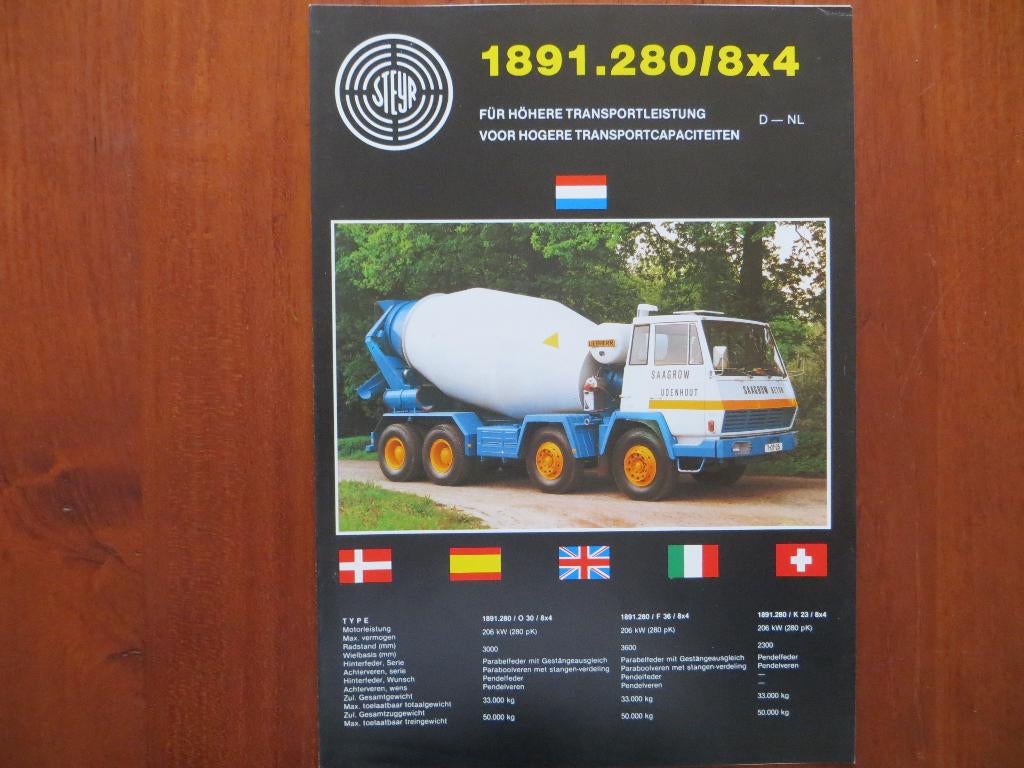 STEYR
1891.280/8x4
FÜR HÖHERE TRANSPORTLEISTUNG
VOOR HOGERE TRANSPORTCAPACITEITEN
D — NL
LIEBHERR
SAAGROW
UDENHOUT
SAAGROW BETON
TYPE 1891.280 / O 30 / 8x4 1891.280 / F 36 / 8x4 1891.280 / K 23 / 8x4
Motorleistung 206 kW (280 pK) 206 kW (280 pK) 206 kW (280 pK)
Max. vermogen
Radstand (mm) 3000 3600 2300
Wielbasis (mm)
Hinterfeder, Serie Parabelfeder mit Gestängeausgleich Parabelfeder mit Gestängeausgleich Pendelfeder
Achterveren, serie Paraboolveren met stangen-verdeling Paraboolveren met stangen-verdeling Pendelveren
Hinterfeder, Wunsch Pendelfeder Pendelfeder —
Achterveren, wens Pendelveren Pendelveren —
Zul. Gesamtgewicht 33.000 kg 33.000 kg 33.000 kg
Max. toelaatbaar totaalgewicht
Zul. Gesamtzuggewicht 50.000 kg 50.000 kg 50.000 kg
Max. toelaatbaar treingewicht